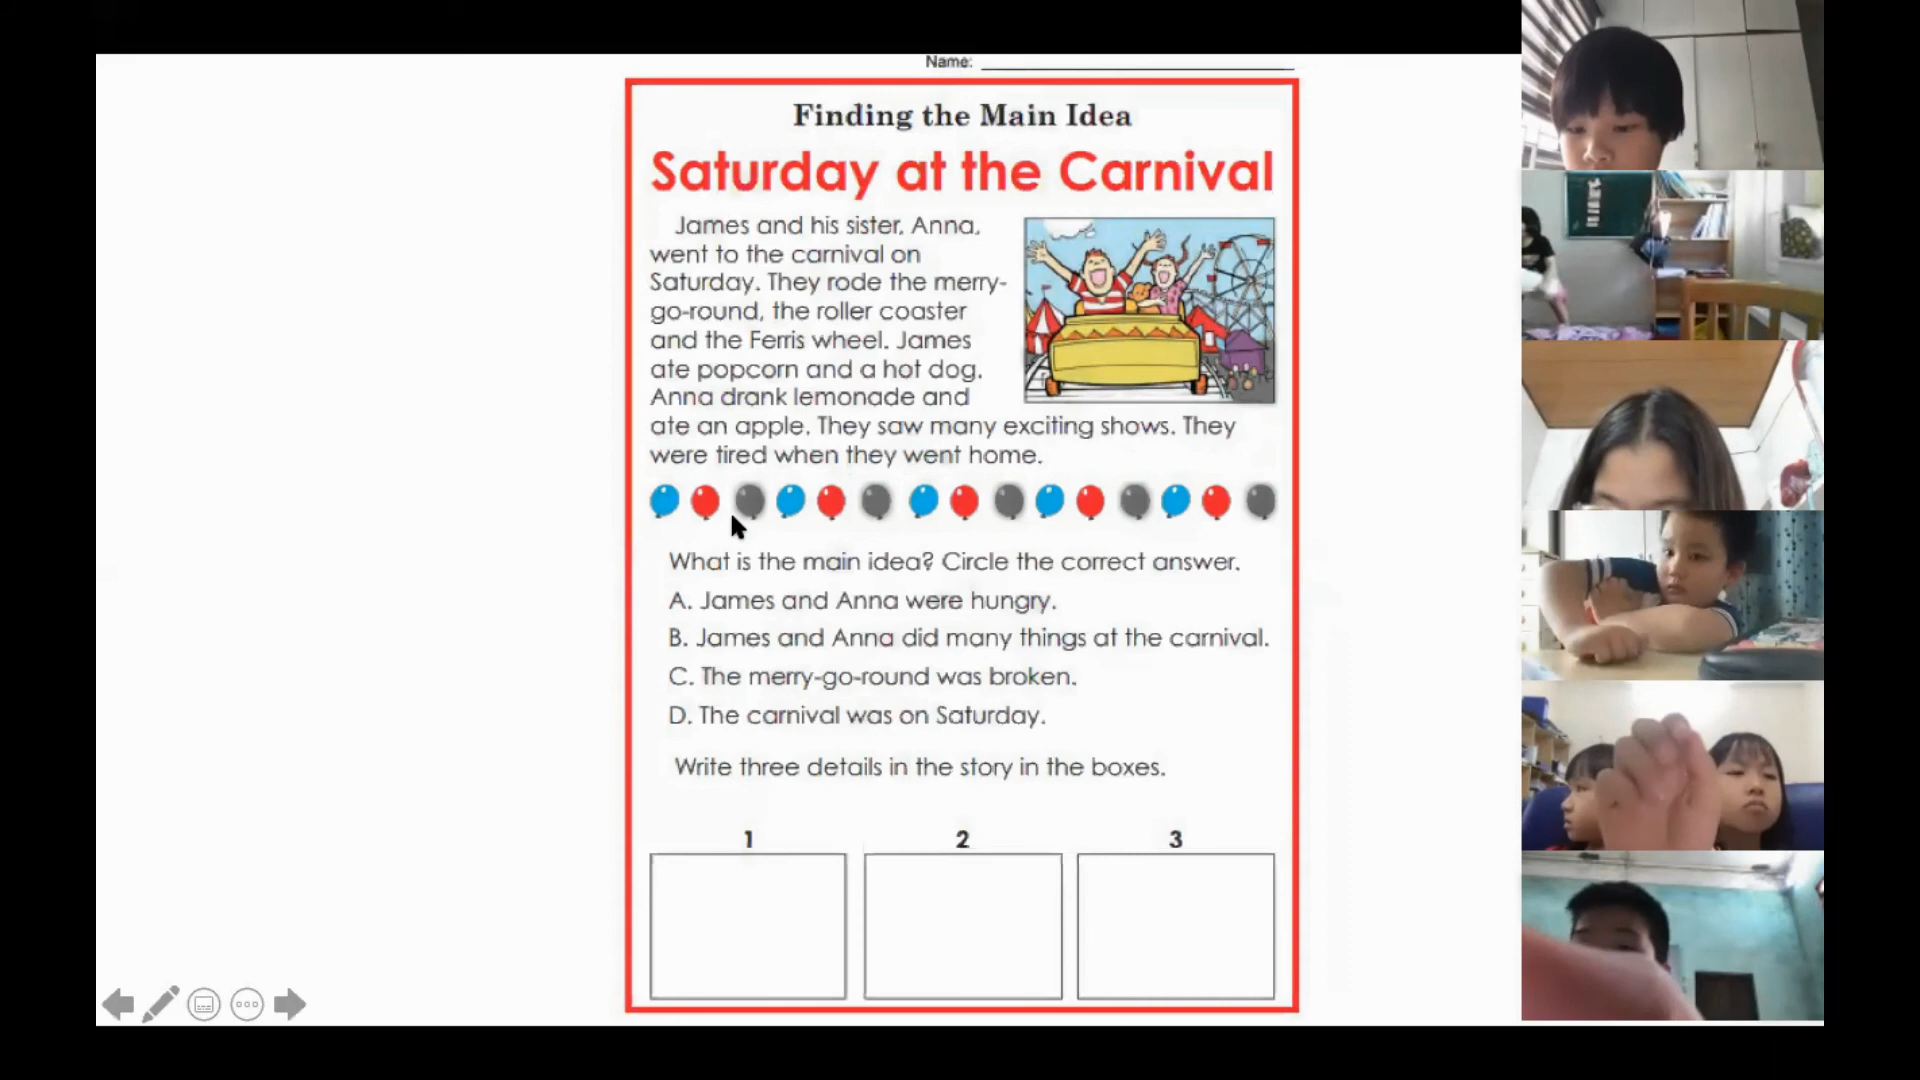 Name:
Finding the Main Idea
Saturday at the Carnival
James and his sister, Anna,
went to the carnival on
Saturday. They rode the merry-
go-round, the roller coaster
and the Ferris wheel. James
ate popcorn and a hot dog.
Anna drank lemonade and
ate an apple. They saw many exciting shows. They
were tired when they went home.
What is the main idea? Circle the correct answer.
A. James and Anna were hungry.
B. James and Anna did many things at the carnival.
C. The merry-go-round was broken.
D. The carnival was on Saturday.
Write three details in the story in the boxes.
1
2
3